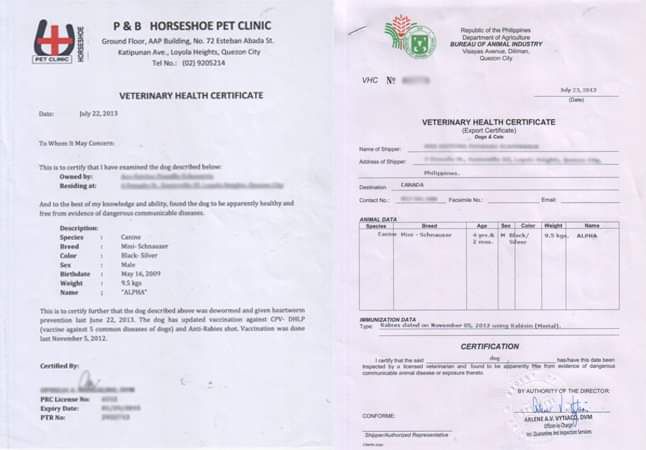 HORSESHOE
PET CLINIC
P & B HORSESHOE PET CLINIC
Ground Floor, AAP Building, No. 72 Esteban Abada St.
Katipunan Ave., Loyola Heights, Quezon City
Tel No.: (02) 9205214
VETERINARY HEALTH CERTIFICATE
Date: July 22, 2013
To Whom It May Concern:
This is certify that I have examined the dog described below:
Owned by:
Residing at:
And to the best of my knowledge and ability, found the dog to be apparently healthy and
free from evidence of dangerous communicable diseases.
Description:
Species : Canine
Breed : Mini- Schnauzer
Color : Black- Silver
Sex : Male
Birthdate : May 16, 2009
Weight : 9.5 kgs
Name ; "ALPHA"
This is to certify further that the dog described above was dewormed and given heartworm
prevention last June 22, 2013. The dog has updated vaccination against CPV- DHLP
(vaccine against 5 common diseases of dogs) and Anti-Rabies shot. Vaccination was done
last November 5, 2012.
Certified By:
PRC License No:
Expiry Date:
PTR No:
Republic of the Philippines
Department of Agriculture
BUREAU OF ANIMAL INDUSTRY
Visayas Avenue, Diliman,
Quezon City
VHC Nº
July 23, 2013
(Date)
VETERINARY HEALTH CERTIFICATE
(Export Certificate)
Dogs & Cats
Name of Shipper:
Address of Shipper:
Philippines.
Destination CANADA
Contact No.: Facsimile No.: Email:
ANIMAL DATA
Species Breed Age Sex Color Weight Name
Canine Mini - Schnauzer 4 yrs.& M Black/ 9.5 kgs. ALPHA
2 mos. Silver
IMMUNIZATION DATA
Type: Rabies dated on November 05, 2012 using (Merial).
CERTIFICATION
I certify that the said dog has/have this date been
Inspected by a licensed veterinarian and found to be apparently free from evidence of dangerous
communicable animal disease or exposure thereto.
BY AUTHORITY OF THE DIRECTOR:
ARLENE A.V. VYTIACO, DVM
Officer-in-Charge
Quarantine And Inspection Services
CONFORME:
Shipper/Authorized Representative